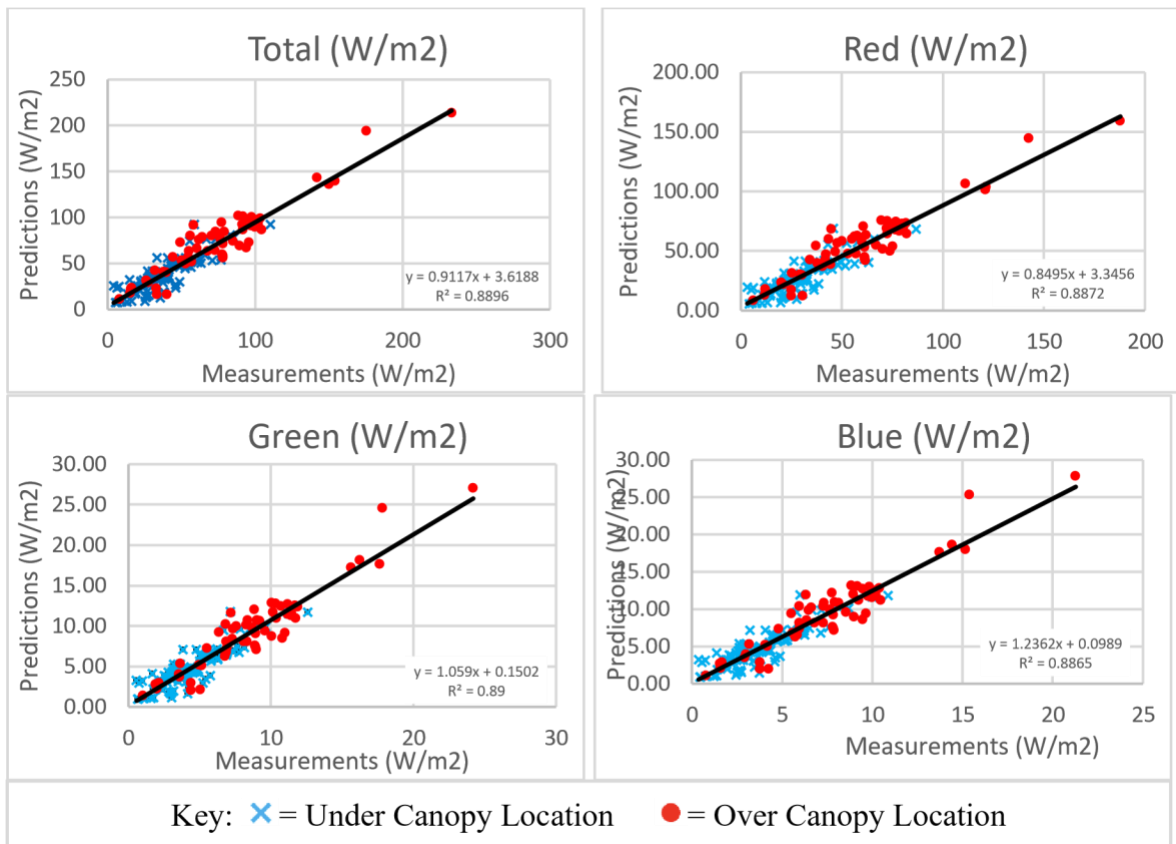 Total (W/m2)
Predictions (W/m2)
250
200
150
100
50
0
y = 0.9117x + 3.6188
R² = 0.8896
0 100 200 300
Measurements (W/m2)
Red (W/m2)
Predictions (W/m2)
200.00
150.00
100.00
50.00
0.00
y = 0.8495x + 3.3456
R² = 0.8872
0 50 100 150 200
Measurements (W/m2)
Green (W/m2)
Predictions (W/m2)
30.00
25.00
20.00
15.00
10.00
5.00
0.00
y = 1.059x + 0.1502
R² = 0.89
0 10 20 30
Measurements (W/m2)
Blue (W/m2)
Predictions (W/m2)
30.00
25.00
20.00
15.00
10.00
5.00
0.00
y = 1.2362x + 0.0989
R² = 0.8865
0 5 10 15 20 25
Measurements (W/m2)
Key: × = Under Canopy Location ● = Over Canopy Location